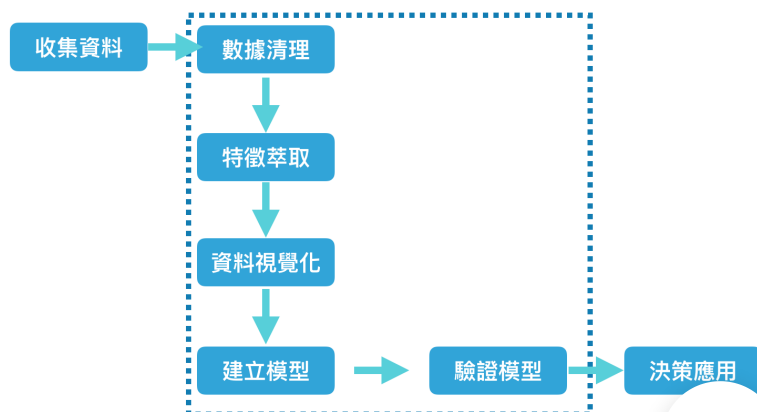 收集資料
數據清理
特徵萃取
資料視覺化
建立模型
驗證模型
決策應用